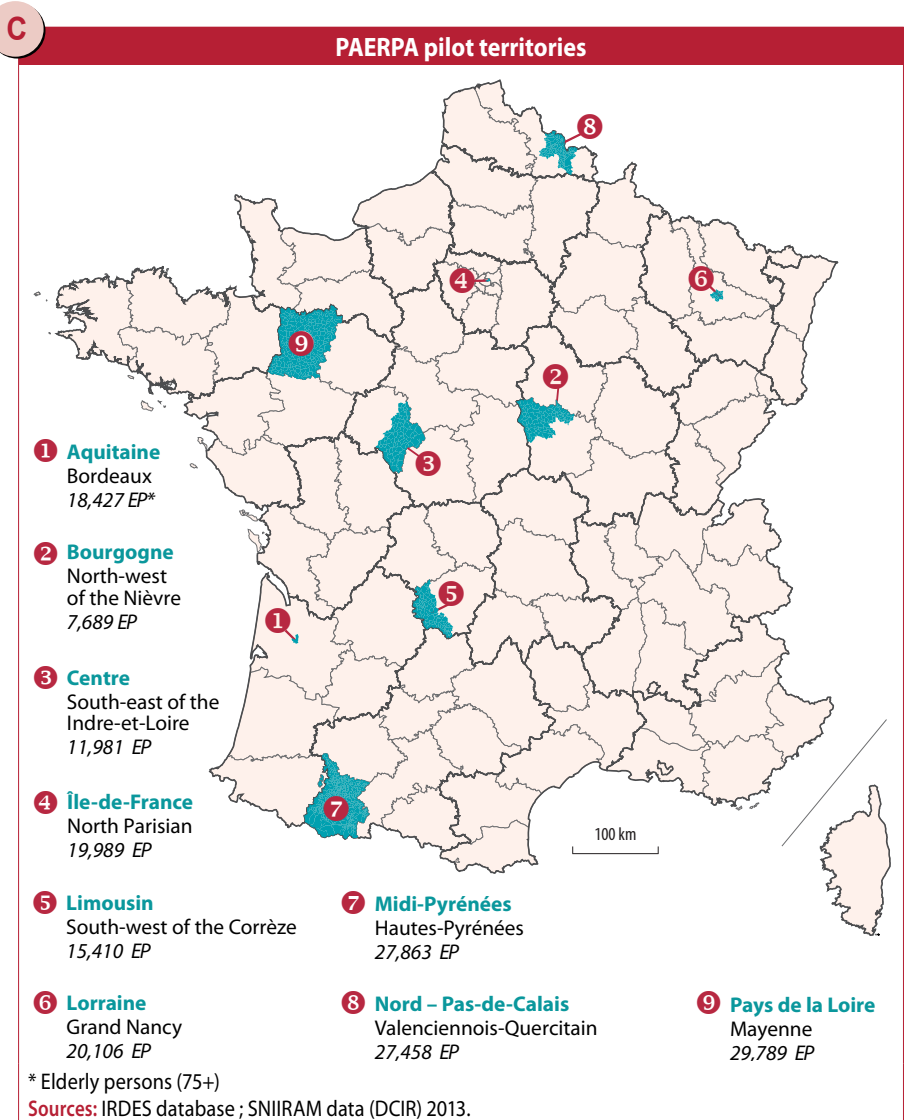 C
PAERPA pilot territories
8
4
6
9
2
3
5
1
7
100 km
1 Aquitaine
Bordeaux
18,427 EP*
2 Bourgogne
North-west
of the Nièvre
7,689 EP
3 Centre
South-east of the
Indre-et-Loire
11,981 EP
4 Île-de-France
North Parisian
19,989 EP
5 Limousin
South-west of the Corrèze
15,410 EP
6 Lorraine
Grand Nancy
20,106 EP
7 Midi-Pyrénées
Hautes-Pyrénées
27,863 EP
8 Nord – Pas-de-Calais
Valenciennois-Quercitain
27,458 EP
9 Pays de la Loire
Mayenne
29,789 EP
* Elderly persons (75+)
Sources: IRDES database ; SNIIRAM data (DCIR) 2013.